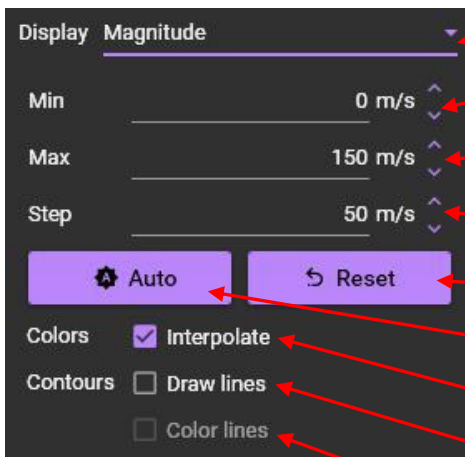 Display Magnitude
Min 0 m/s
Max 150 m/s
Step 50 m/s
A Auto Reset
Colors Interpolate
Contours Draw lines
Color lines